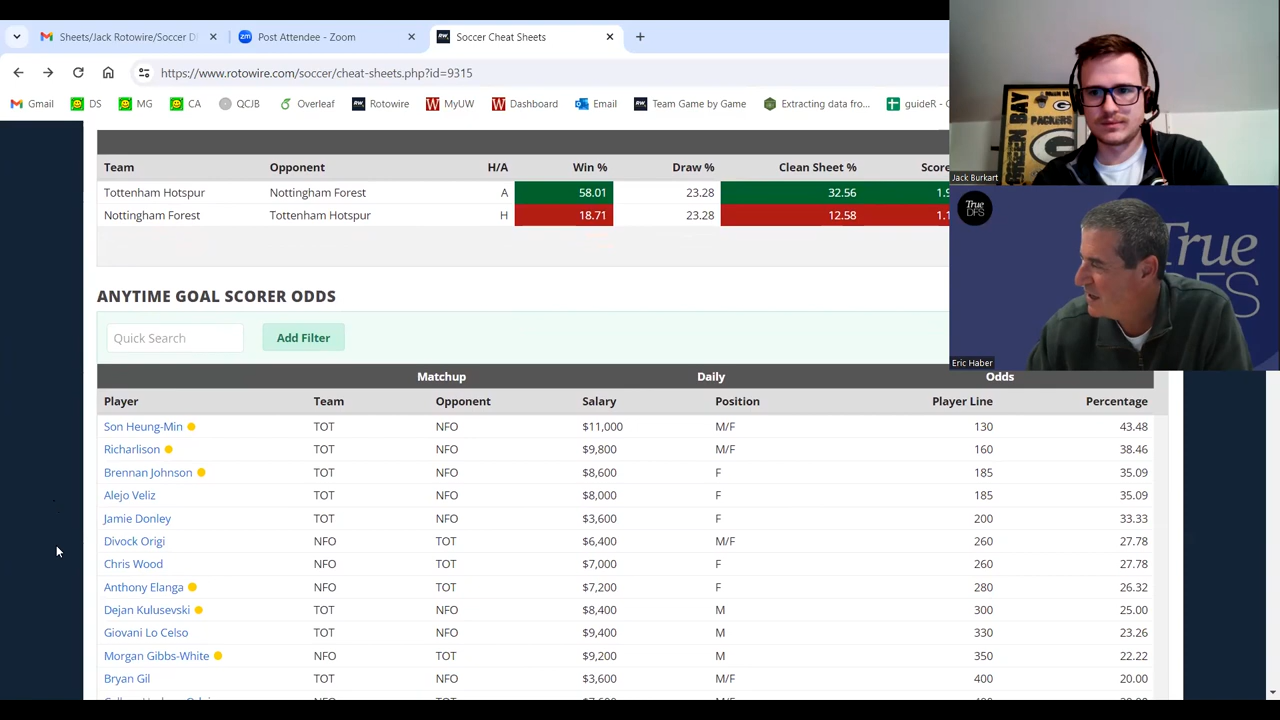 Sheets/Jack Rotowire/Soccer D
Post Attendee - Zoom
Soccer Cheat Sheets
https://www.rotowire.com/soccer/cheat-sheets.php?id=9315
Gmail DS MG CA QCJB Overleaf Rotowire MyUW Dashboard Email Team Game by Game Extracting data fro... guideR - G
Team Opponent H/A Win % Draw % Clean Sheet % Score
Tottenham Hotspur Nottingham Forest A 58.01 23.28 32.56 1.9
Nottingham Forest Tottenham Hotspur H 18.71 23.28 12.58 1.1
ANYTIME GOAL SCORER ODDS
Quick Search Add Filter
Matchup Daily Odds
Player Team Opponent Salary Position Player Line Percentage
Son Heung-Min TOT NFO $11,000 M/F 130 43.48
Richarlison TOT NFO $9,800 M/F 160 38.46
Brennan Johnson TOT NFO $8,600 F 185 35.09
Alejo Veliz TOT NFO $8,000 F 185 35.09
Jamie Donley TOT NFO $3,600 F 200 33.33
Divock Origi NFO TOT $6,400 M/F 260 27.78
Chris Wood NFO TOT $7,000 F 260 27.78
Anthony Elanga NFO TOT $7,200 F 280 26.32
Dejan Kulusevski TOT NFO $8,400 M 300 25.00
Giovani Lo Celso TOT NFO $9,400 M 330 23.26
Morgan Gibbs-White NFO TOT $9,200 M 350 22.22
Bryan Gil TOT NFO $3,600 M/F 400 20.00
GREEN BAY
PACKERS
G
Jack Burkart
True
DFS
True
DFS
Eric Haber